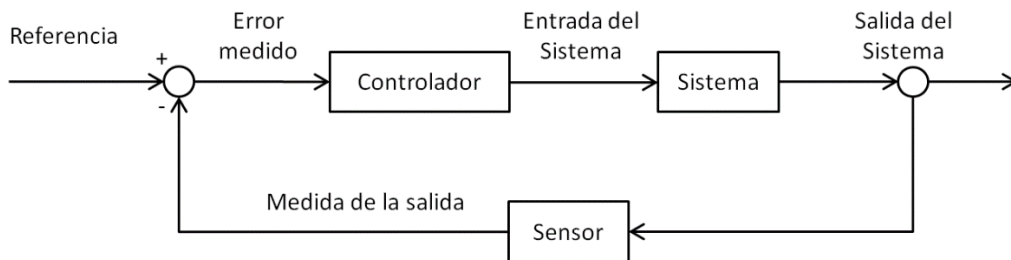 Referencia
+
-
Error
medido
Controlador
Entrada del
Sistema
Sistema
Salida del
Sistema
Medida de la salida
Sensor